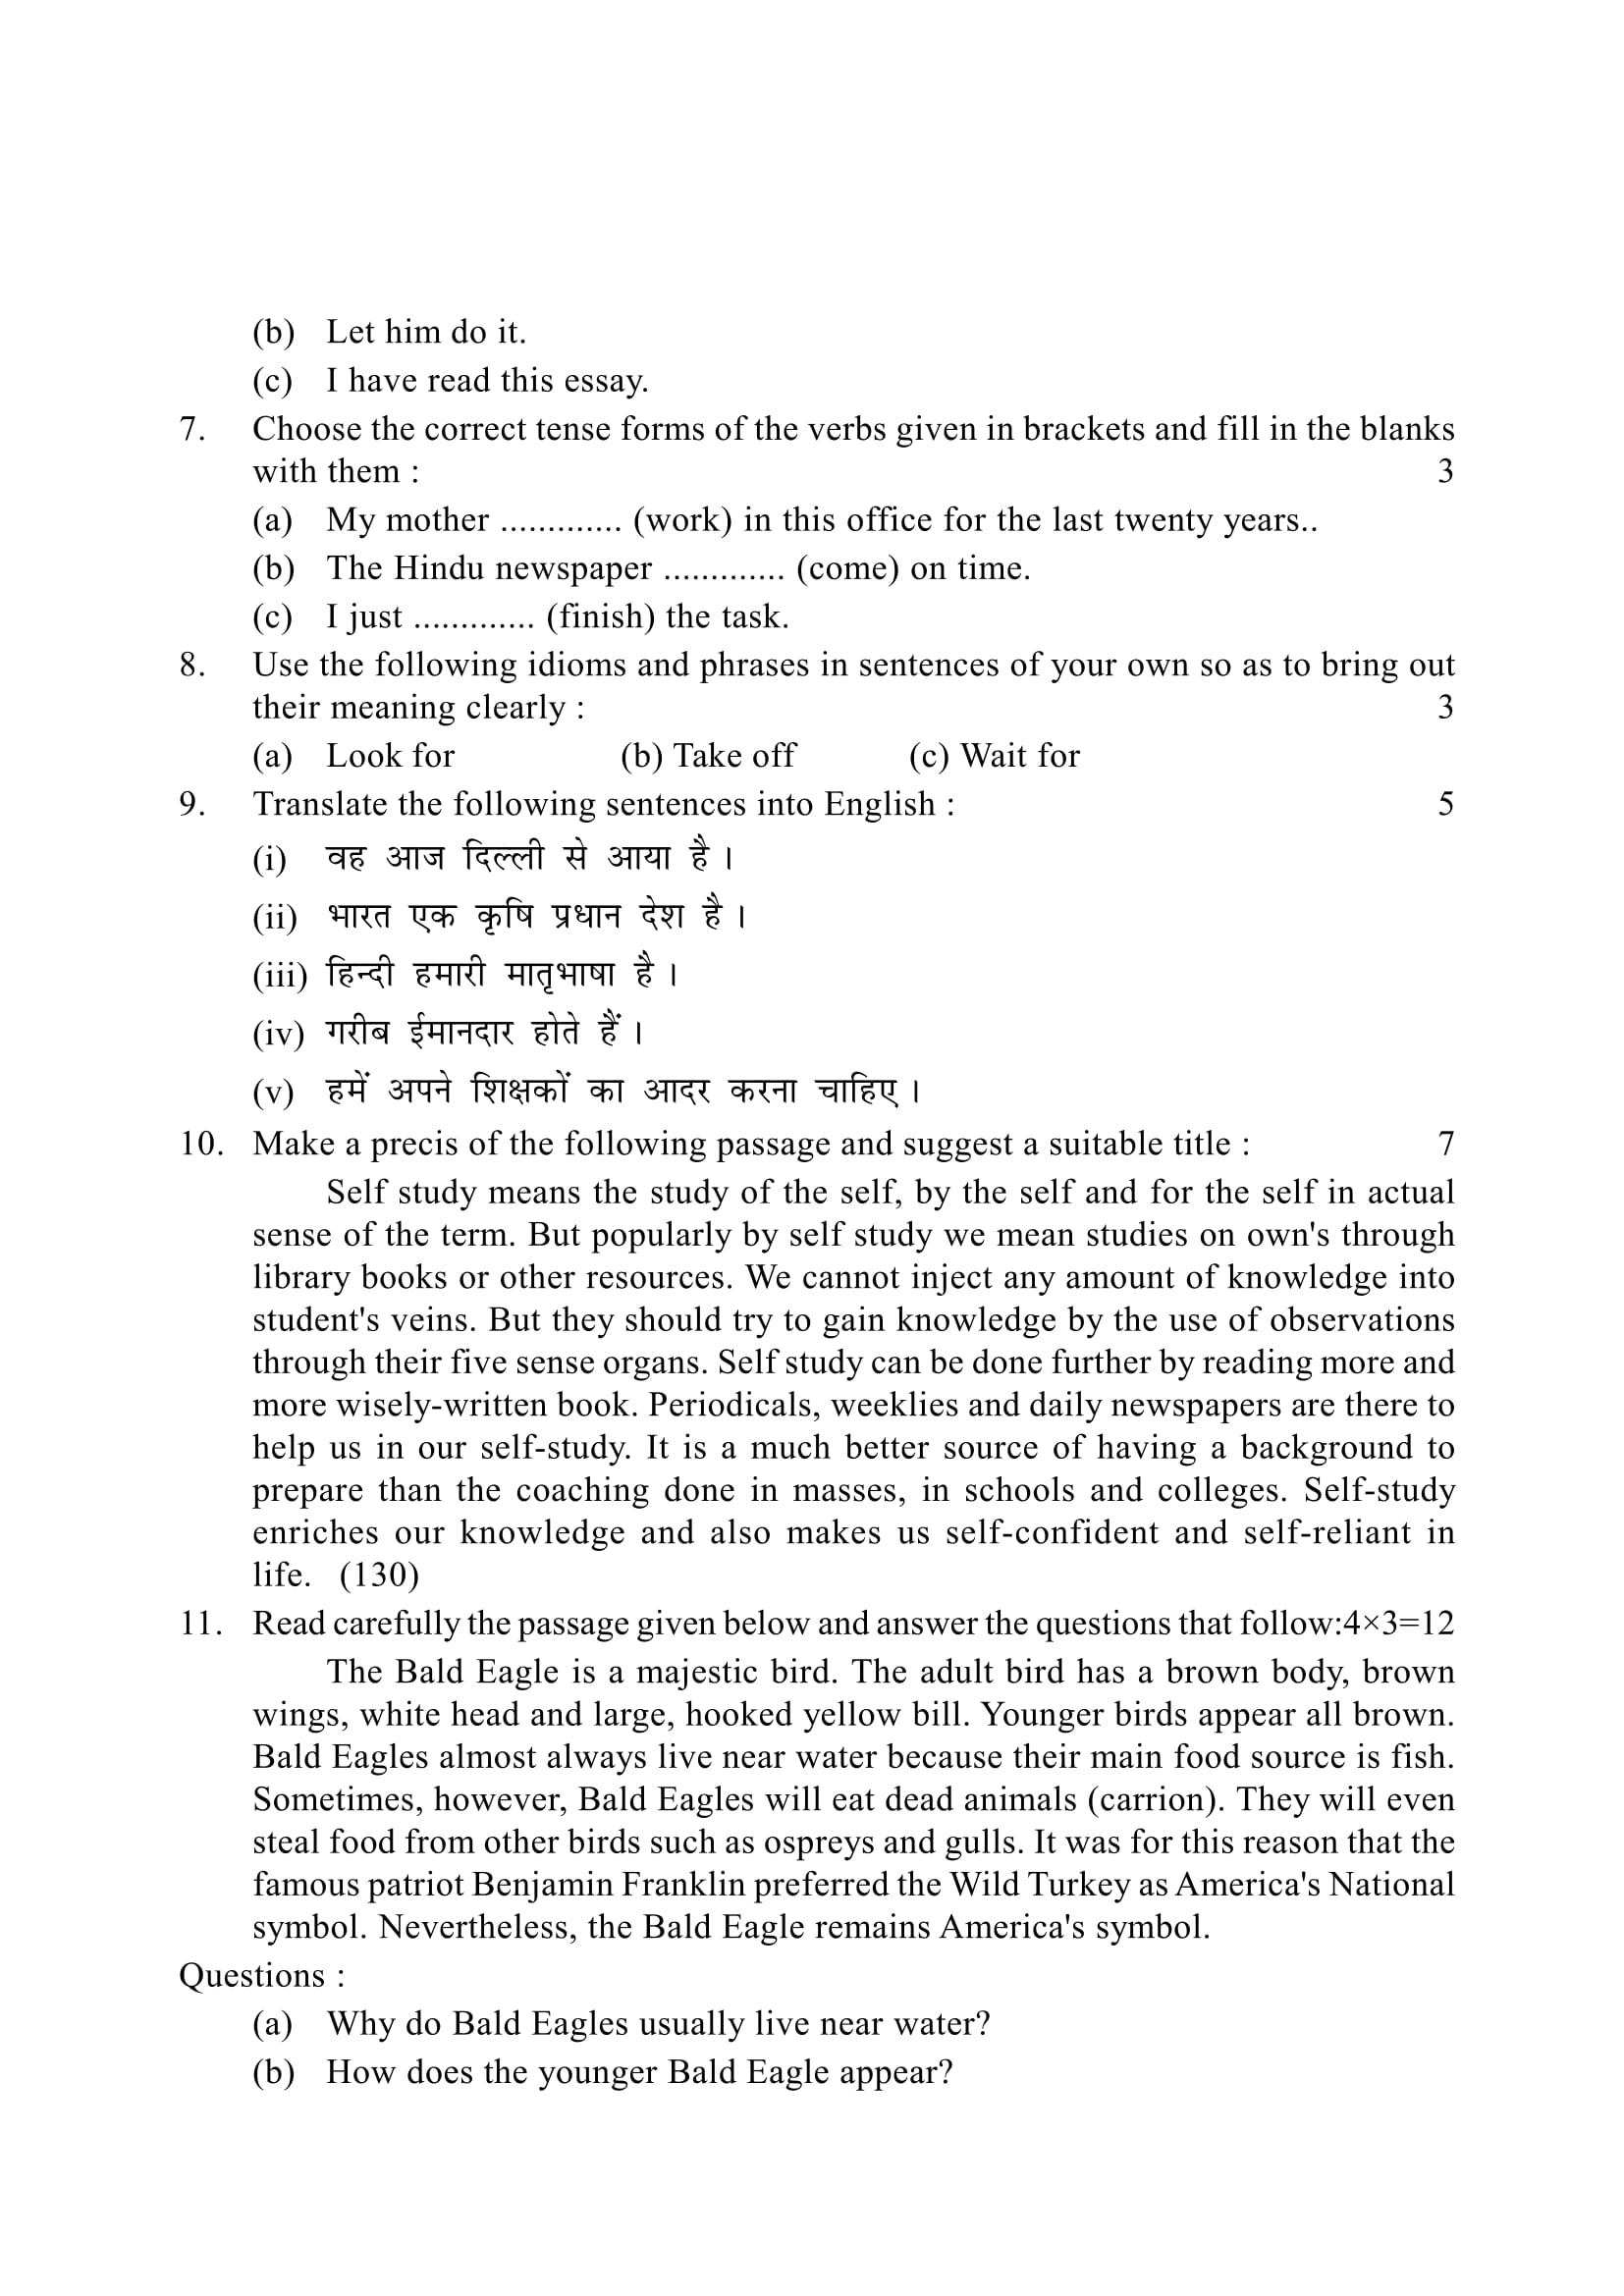 (b) Let him do it.
(c) I have read this essay.
7. Choose the correct tense forms of the verbs given in brackets and fill in the blanks
with them : 3
(a) My mother ............. (work) in this office for the last twenty years..
(b) The Hindu newspaper ............. (come) on time.
(c) I just ............. (finish) the task.
8. Use the following idioms and phrases in sentences of your own so as to bring out
their meaning clearly : 3
(a) Look for (b) Take off (c) Wait for
9. Translate the following sentences into English : 5
(i) वह आज दिल्ली से आया है ।
(ii) भारत एक कृषि प्रधान देश है ।
(iii) हिन्दी हमारी मातृभाषा है ।
(iv) गरीब ईमानदार होते हैं ।
(v) हमें अपने शिक्षकों का आदर करना चाहिए ।
10. Make a precis of the following passage and suggest a suitable title : 7
Self study means the study of the self, by the self and for the self in actual
sense of the term. But popularly by self study we mean studies on own's through
library books or other resources. We cannot inject any amount of knowledge into
student's veins. But they should try to gain knowledge by the use of observations
through their five sense organs. Self study can be done further by reading more and
more wisely-written book. Periodicals, weeklies and daily newspapers are there to
help us in our self-study. It is a much better source of having a background to
prepare than the coaching done in masses, in schools and colleges. Self-study
enriches our knowledge and also makes us self-confident and self-reliant in
life. (130)
11. Read carefully the passage given below and answer the questions that follow:4×3=12
The Bald Eagle is a majestic bird. The adult bird has a brown body, brown
wings, white head and large, hooked yellow bill. Younger birds appear all brown.
Bald Eagles almost always live near water because their main food source is fish.
Sometimes, however, Bald Eagles will eat dead animals (carrion). They will even
steal food from other birds such as ospreys and gulls. It was for this reason that the
famous patriot Benjamin Franklin preferred the Wild Turkey as America's National
symbol. Nevertheless, the Bald Eagle remains America's symbol.
Questions :
(a) Why do Bald Eagles usually live near water?
(b) How does the younger Bald Eagle appear?